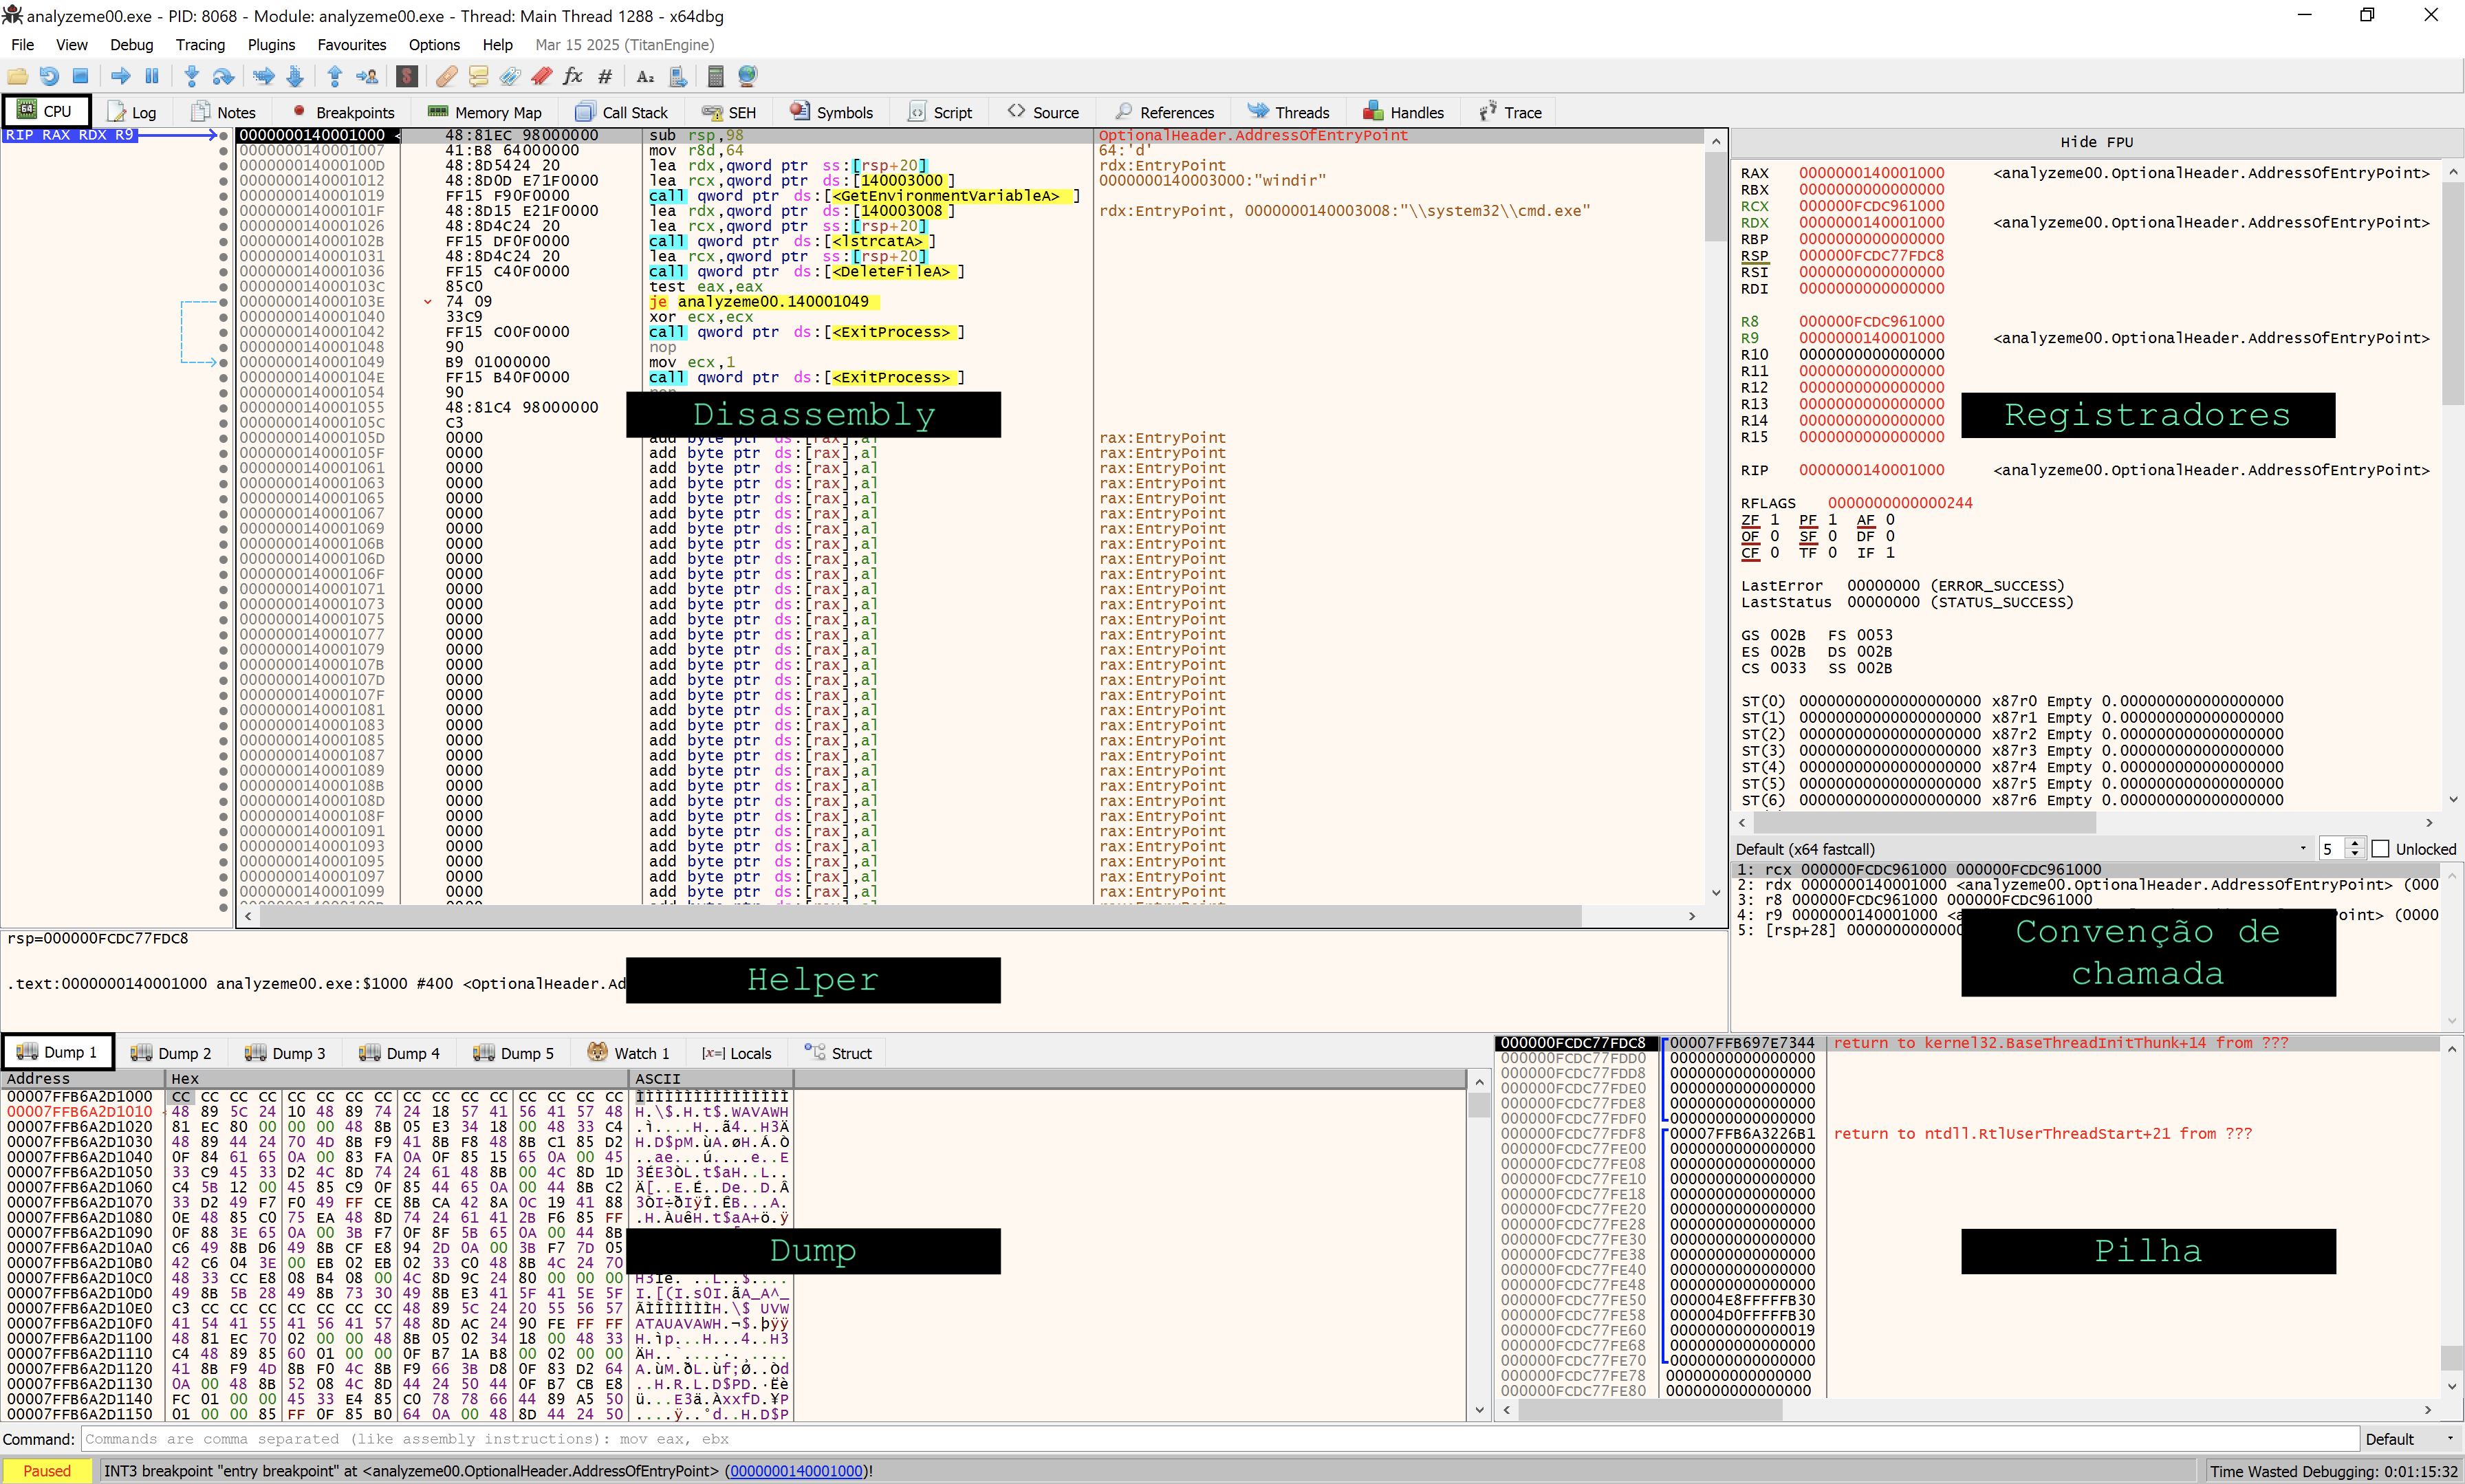 analyzeme00.exe - PID: 8068 - Module: analyzeme00.exe - Thread: Main Thread 1288 - x64dbg
File View Debug Tracing Plugins Favourites Options Help Mar 15 2025 (TitanEngine)
CPU Log Notes Breakpoints Memory Map Call Stack SEH Symbols Script Source References Threads Handles Trace
RIP RAX RDX R9
0000000140001000 < 48:81EC 98000000 sub rsp,98 OptionalHeader.AddressOfEntryPoint
0000000140001007 41:B8 64000000 mov r8d,64 64:'d'
000000014000100D 48:8D5424 20 lea rdx,qword ptr ss:[rsp+20] rdx:EntryPoint
0000000140001012 48:8D0D E71F0000 lea rcx,qword ptr ds:[140003000] 0000000140003000:"windir"
0000000140001019 FF15 F90F0000 call qword ptr ds:[<GetEnvironmentVariableA>]
000000014000101F 48:8D15 E21F0000 lea rdx,qword ptr ds:[140003008] rdx:EntryPoint, 0000000140003008:"\\system32\\cmd.exe"
0000000140001026 48:8D4C24 20 lea rcx,qword ptr ss:[rsp+20]
000000014000102B FF15 DF0F0000 call qword ptr ds:[<lstrcatA>]
0000000140001031 48:8D4C24 20 lea rcx,qword ptr ss:[rsp+20]
0000000140001036 FF15 C40F0000 call qword ptr ds:[<DeleteFileA>]
000000014000103C 85C0 test eax,eax
000000014000103E 74 09 je analyzeme00.140001049
0000000140001040 33C9 xor ecx,ecx
0000000140001042 FF15 C00F0000 call qword ptr ds:[<ExitProcess>]
0000000140001048 90 nop
0000000140001049 B9 01000000 mov ecx,1
000000014000104E FF15 B40F0000 call qword ptr ds:[<ExitProcess>]
0000000140001054 90
0000000140001055 48:81C4 98000000
000000014000105C C3
Disassembly
000000014000105D 0000 add byte ptr ds:[rax],al rax:EntryPoint
000000014000105F 0000 add byte ptr ds:[rax],al rax:EntryPoint
0000000140001061 0000 add byte ptr ds:[rax],al rax:EntryPoint
0000000140001063 0000 add byte ptr ds:[rax],al rax:EntryPoint
0000000140001065 0000 add byte ptr ds:[rax],al rax:EntryPoint
0000000140001067 0000 add byte ptr ds:[rax],al rax:EntryPoint
0000000140001069 0000 add byte ptr ds:[rax],al rax:EntryPoint
000000014000106B 0000 add byte ptr ds:[rax],al rax:EntryPoint
000000014000106D 0000 add byte ptr ds:[rax],al rax:EntryPoint
000000014000106F 0000 add byte ptr ds:[rax],al rax:EntryPoint
0000000140001071 0000 add byte ptr ds:[rax],al rax:EntryPoint
0000000140001073 0000 add byte ptr ds:[rax],al rax:EntryPoint
0000000140001075 0000 add byte ptr ds:[rax],al rax:EntryPoint
0000000140001077 0000 add byte ptr ds:[rax],al rax:EntryPoint
0000000140001079 0000 add byte ptr ds:[rax],al rax:EntryPoint
000000014000107B 0000 add byte ptr ds:[rax],al rax:EntryPoint
000000014000107D 0000 add byte ptr ds:[rax],al rax:EntryPoint
000000014000107F 0000 add byte ptr ds:[rax],al rax:EntryPoint
0000000140001081 0000 add byte ptr ds:[rax],al rax:EntryPoint
0000000140001083 0000 add byte ptr ds:[rax],al rax:EntryPoint
0000000140001085 0000 add byte ptr ds:[rax],al rax:EntryPoint
0000000140001087 0000 add byte ptr ds:[rax],al rax:EntryPoint
0000000140001089 0000 add byte ptr ds:[rax],al rax:EntryPoint
000000014000108B 0000 add byte ptr ds:[rax],al rax:EntryPoint
000000014000108D 0000 add byte ptr ds:[rax],al rax:EntryPoint
000000014000108F 0000 add byte ptr ds:[rax],al rax:EntryPoint
0000000140001091 0000 add byte ptr ds:[rax],al rax:EntryPoint
0000000140001093 0000 add byte ptr ds:[rax],al rax:EntryPoint
0000000140001095 0000 add byte ptr ds:[rax],al rax:EntryPoint
0000000140001097 0000 add byte ptr ds:[rax],al rax:EntryPoint
0000000140001099 0000 add byte ptr ds:[rax],al rax:EntryPoint
Hide FPU
RAX 0000000140001000 <analyzeme00.OptionalHeader.AddressOfEntryPoint>
RBX 0000000000000000
RCX 000000FCDC961000
RDX 0000000140001000 <analyzeme00.OptionalHeader.AddressOfEntryPoint>
RBP 0000000000000000
RSP 000000FCDC77FDC8
RSI 0000000000000000
RDI 0000000000000000
R8 000000FCDC961000
R9 0000000140001000 <analyzeme00.OptionalHeader.AddressOfEntryPoint>
R10 0000000000000000
R11 0000000000000000
R12 0000000000000000
R13 0000000000000000
R14 0000000000000000
R15 0000000000000000
Registradores
RIP 0000000140001000 <analyzeme00.OptionalHeader.AddressOfEntryPoint>
RFLAGS 0000000000000244
ZF 1 PF 1 AF 0
OF 0 SF 0 DF 0
CF 0 TF 0 IF 1
LastError 00000000 (ERROR_SUCCESS)
LastStatus 00000000 (STATUS_SUCCESS)
GS 002B FS 0053
ES 002B DS 002B
CS 0033 SS 002B
ST(0) 00000000000000000000 x87r0 Empty 0.000000000000000000
ST(1) 00000000000000000000 x87r1 Empty 0.000000000000000000
ST(2) 00000000000000000000 x87r2 Empty 0.000000000000000000
ST(3) 00000000000000000000 x87r3 Empty 0.000000000000000000
ST(4) 00000000000000000000 x87r4 Empty 0.000000000000000000
ST(5) 00000000000000000000 x87r5 Empty 0.000000000000000000
ST(6) 00000000000000000000 x87r6 Empty 0.000000000000000000
Default (x64 fastcall) 5 Unlocked
1: rcx 000000FCDC961000 000000FCDC961000
2: rdx 0000000140001000 <analyzeme00.OptionalHeader.AddressOfEntryPoint> (000
3: r8 000000FCDC961000 000000FCDC961000
4: r9 0000000140001000 <a Point> (0000
5: [rsp+28] 0000000000000
Convenção de
chamada
rsp=000000FCDC77FDC8
.text:0000000140001000 analyzeme00.exe:$1000 #400 <OptionalHeader.Ad
Helper
Dump 1 Dump 2 Dump 3 Dump 4 Dump 5 Watch 1 [x=] Locals Struct
Address Hex ASCII
00007FFB6A2D1000 CC CC CC CC CC CC CC CC CC CC CC CC CC CC CC CC ÌÌÌÌÌÌÌÌÌÌÌÌÌÌÌÌ
00007FFB6A2D1010 48 89 5C 24 10 48 89 74 24 18 57 41 56 41 57 48 H.\$.H.t$.WAVAWH
00007FFB6A2D1020 81 EC 80 00 00 00 48 8B 05 E3 34 18 00 48 33 C4 .ì....H..ã4..H3Ä
00007FFB6A2D1030 48 89 44 24 70 4D 8B F9 41 8B F8 48 8B C1 85 D2 H.D$pM.ùA.øH.Á.Ò
00007FFB6A2D1040 0F 84 61 65 0A 00 83 FA 0A 0F 85 15 65 0A 00 45 ..ae...ú....e..E
00007FFB6A2D1050 33 C9 45 33 D2 4C 8D 74 24 61 48 8B 00 4C 8D 1D 3ÉE3ÒL.t$aH..L..
00007FFB6A2D1060 C4 5B 12 00 45 85 C9 0F 85 44 65 0A 00 44 8B C2 Ä[..E.É..De..D.Â
00007FFB6A2D1070 33 D2 49 F7 F0 49 FF CE 8B CA 42 8A 0C 19 41 88 3ÒI÷ðIÿÎ.ÊB...A.
00007FFB6A2D1080 0E 48 85 C0 75 EA 48 8D 74 24 61 41 2B F6 85 FF .H.ÀuêH.t$aA+ö.ÿ
00007FFB6A2D1090 0F 88 3E 65 0A 00 3B F7 0F 8F 5B 65 0A 00 44 8B
00007FFB6A2D10A0 C6 49 8B D6 49 8B CF E8 94 2D 0A 00 3B F7 7D 05
00007FFB6A2D10B0 42 C6 04 3E 00 EB 02 EB 02 33 C0 48 8B 4C 24 70
Dump
00007FFB6A2D10C0 48 33 CC E8 08 B4 08 00 4C 8D 9C 24 80 00 00 00 H3Ìè.´..L..$....
00007FFB6A2D10D0 49 8B 5B 28 49 8B 73 30 49 8B E3 41 5F 41 5E 5F I.[(I.s0I.ãA_A^_
00007FFB6A2D10E0 C3 CC CC CC CC CC CC CC 48 89 5C 24 20 55 56 57 ÃÌÌÌÌÌÌÌH.\$ UVW
00007FFB6A2D10F0 41 54 41 55 41 56 41 57 48 8D AC 24 90 FE FF FF ATAUAVAWH.¬$.þÿÿ
00007FFB6A2D1100 48 81 EC 70 02 00 00 48 8B 05 02 34 18 00 48 33 H.ìp...H...4..H3
00007FFB6A2D1110 C4 48 89 85 60 01 00 00 0F B7 1A B8 00 02 00 00 ÄH..`....·.¸....
00007FFB6A2D1120 41 8B F9 4D 8B F0 4C 8B F9 66 3B D8 0F 83 D2 64 A.ùM.ðL.ùf;Ø..Òd
00007FFB6A2D1130 0A 00 48 8B 52 08 4C 8D 44 24 50 44 0F B7 CB E8 ..H.R.L.D$PD.·Ëè
00007FFB6A2D1140 FC 01 00 00 45 33 E4 85 C0 78 78 66 44 89 A5 50 ü...E3ä.ÀxxfD.¥P
00007FFB6A2D1150 01 00 00 85 FF 0F 85 B0 64 0A 00 48 8D 44 24 50 ....ÿ..°d..H.D$P
000000FCDC77FDC8 00007FFB697E7344 return to kernel32.BaseThreadInitThunk+14 from ???
000000FCDC77FDD0 0000000000000000
000000FCDC77FDD8 0000000000000000
000000FCDC77FDE0 0000000000000000
000000FCDC77FDE8 0000000000000000
000000FCDC77FDF0 0000000000000000
000000FCDC77FDF8 00007FFB6A3226B1 return to ntdll.RtlUserThreadStart+21 from ???
000000FCDC77FE00 0000000000000000
000000FCDC77FE08 0000000000000000
000000FCDC77FE10 0000000000000000
000000FCDC77FE18 0000000000000000
000000FCDC77FE20 0000000000000000
000000FCDC77FE28 0000000000000000
000000FCDC77FE30 0000000000000000
000000FCDC77FE38 0000000000000000
000000FCDC77FE40 0000000000000000
000000FCDC77FE48 0000000000000000
000000FCDC77FE50 000004E8FFFFFB30
000000FCDC77FE58 000004D0FFFFFB30
000000FCDC77FE60 0000000000000019
000000FCDC77FE68 0000000000000000
000000FCDC77FE70 0000000000000000
000000FCDC77FE78 0000000000000000
000000FCDC77FE80 0000000000000000
Pilha
Command: Commands are comma separated (like assembly instructions): mov eax, ebx Default
Paused INT3 breakpoint "entry breakpoint" at <analyzeme00.OptionalHeader.AddressOfEntryPoint> (0000000140001000)! Time Wasted Debugging: 0:01:15:32